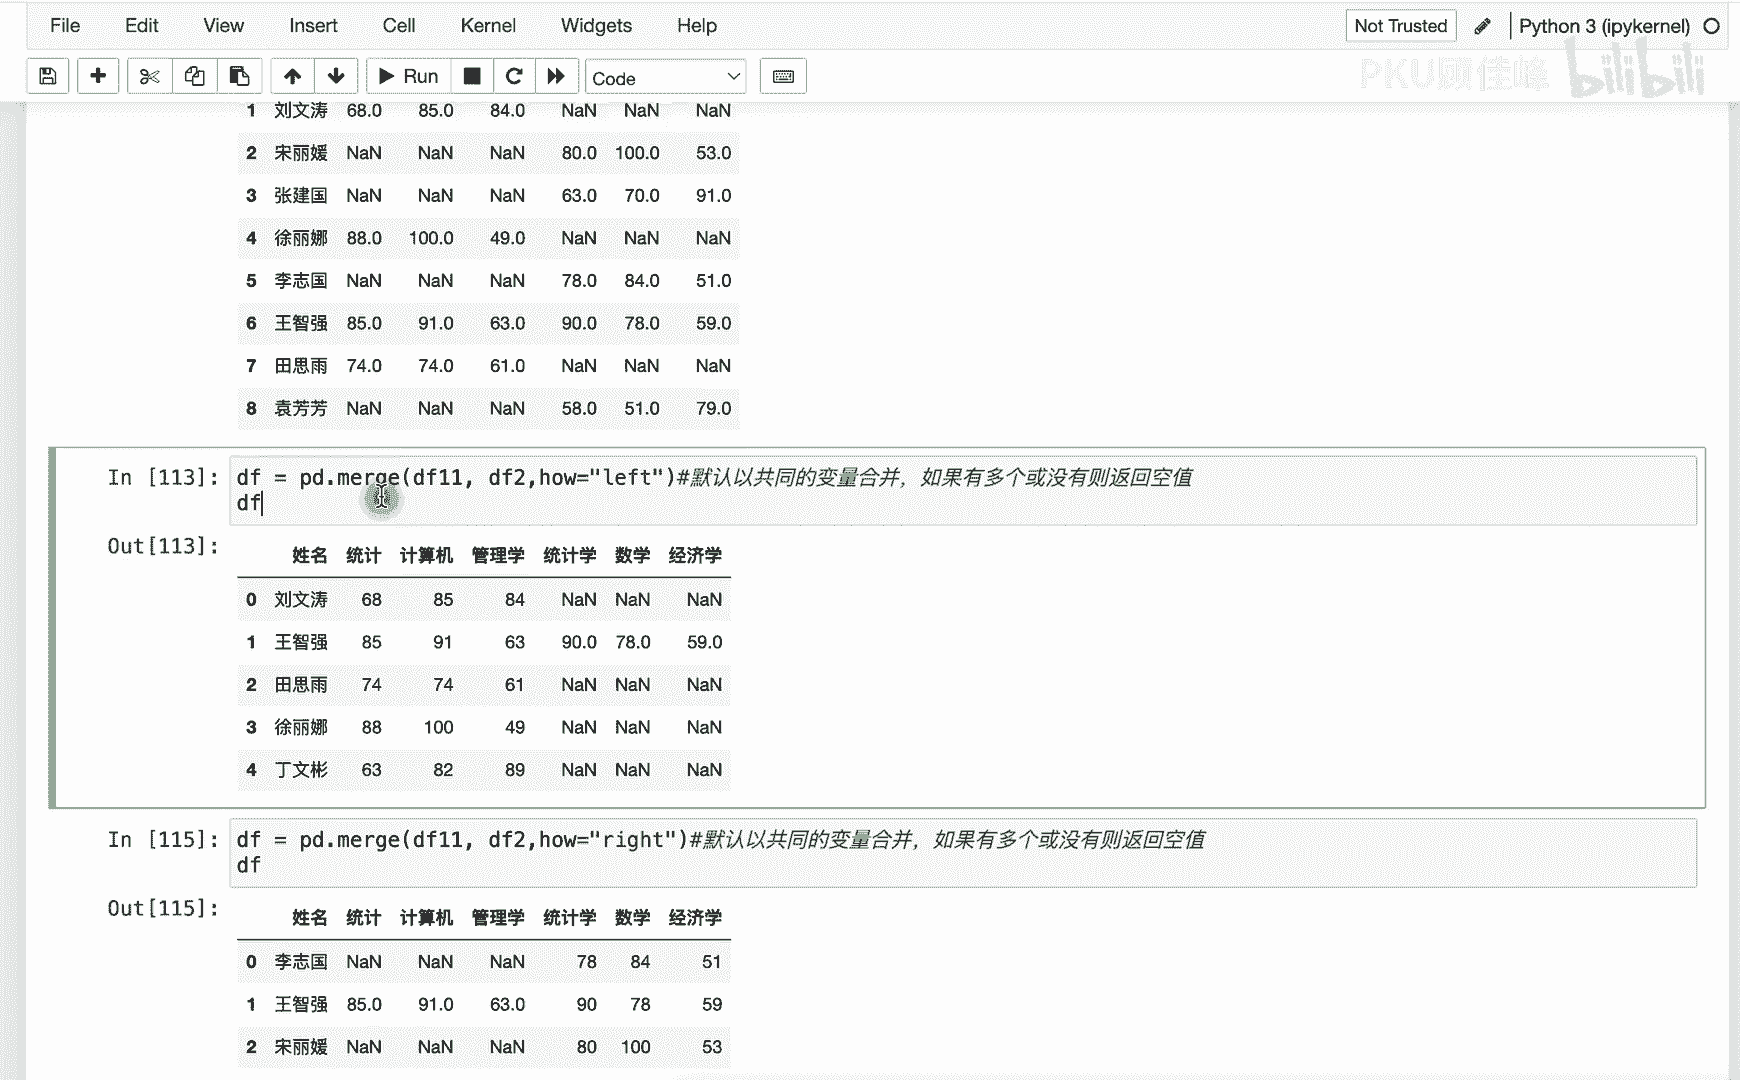 File Edit View Insert Cell Kernel Widgets Help Not Trusted Python 3 (ipykernel)
Run Code PKU顾佳峰 bilibili
1 刘文涛 68.0 85.0 84.0 NaN NaN NaN
2 宋丽媛 NaN NaN NaN 80.0 100.0 53.0
3 张建国 NaN NaN NaN 63.0 70.0 91.0
4 徐丽娜 88.0 100.0 49.0 NaN NaN NaN
5 李志国 NaN NaN NaN 78.0 84.0 51.0
6 王智强 85.0 91.0 63.0 90.0 78.0 59.0
7 田思雨 74.0 74.0 61.0 NaN NaN NaN
8 袁芳芳 NaN NaN NaN 58.0 51.0 79.0
In [113]: df = pd.merge(df11, df2,how="left")#默认以共同的变量合并，如果有多个或没有则返回空值
df
Out[113]:
姓名 统计 计算机 管理学 统计学 数学 经济学
0 刘文涛 68 85 84 NaN NaN NaN
1 王智强 85 91 63 90.0 78.0 59.0
2 田思雨 74 74 61 NaN NaN NaN
3 徐丽娜 88 100 49 NaN NaN NaN
4 丁文彬 63 82 89 NaN NaN NaN
In [115]: df = pd.merge(df11, df2,how="right")#默认以共同的变量合并，如果有多个或没有则返回空值
df
Out[115]:
姓名 统计 计算机 管理学 统计学 数学 经济学
0 李志国 NaN NaN NaN 78 84 51
1 王智强 85.0 91.0 63.0 90 78 59
2 宋丽媛 NaN NaN NaN 80 100 53